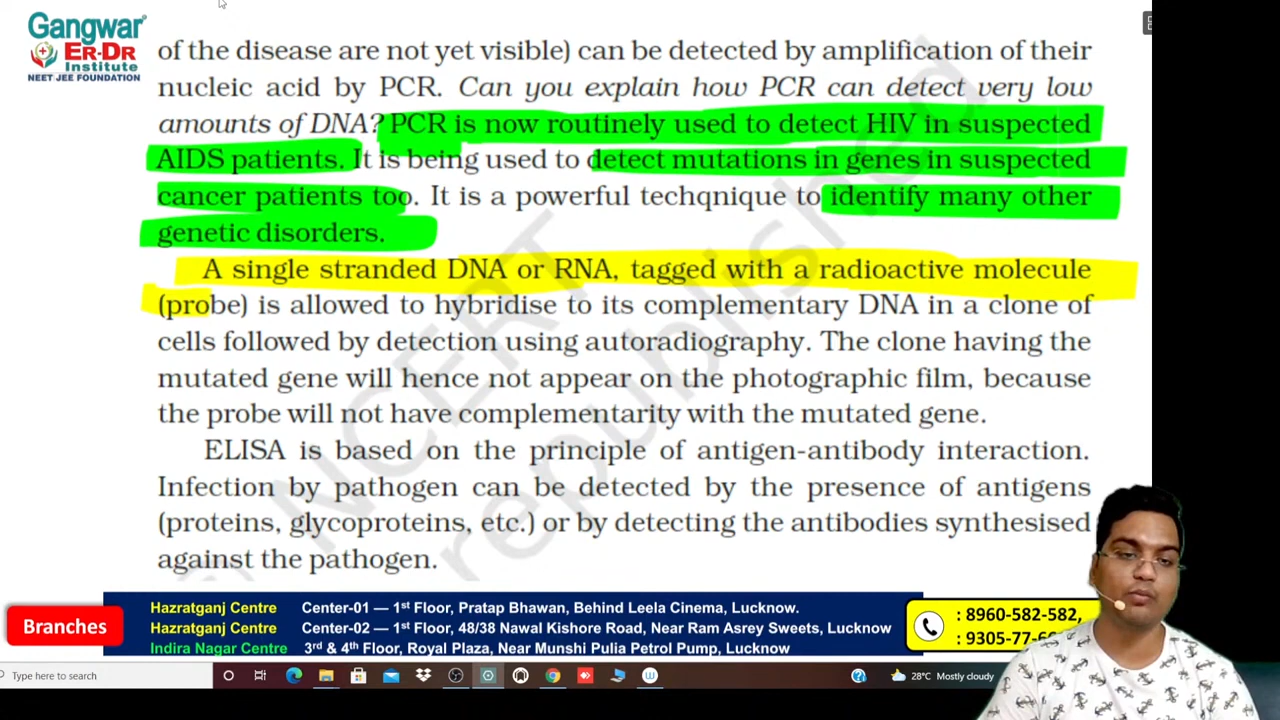 Gangwar
Er-Dr
Institute
NEET JEE FOUNDATION
of the disease are not yet visible) can be detected by amplification of their
nucleic acid by PCR. Can you explain how PCR can detect very low
amounts of DNA? PCR is now routinely used to detect HIV in suspected
AIDS patients. It is being used to detect mutations in genes in suspected
cancer patients too. It is a powerful techqnique to identify many other
genetic disorders.
A single stranded DNA or RNA, tagged with a radioactive molecule
(probe) is allowed to hybridise to its complementary DNA in a clone of
cells followed by detection using autoradiography. The clone having the
mutated gene will hence not appear on the photographic film, because
the probe will not have complementarity with the mutated gene.
ELISA is based on the principle of antigen-antibody interaction.
Infection by pathogen can be detected by the presence of antigens
(proteins, glycoproteins, etc.) or by detecting the antibodies synthesised
against the pathogen.
NCERT
republished
Branches
Hazratganj Centre Center-01 — 1st Floor, Pratap Bhawan, Behind Leela Cinema, Lucknow.
Hazratganj Centre Center-02 — 1st Floor, 48/38 Nawal Kishore Road, Near Ram Asrey Sweets, Lucknow
Indira Nagar Centre 3rd & 4th Floor, Royal Plaza, Near Munshi Pulia Petrol Pump, Lucknow
: 8960-582-582,
: 9305-77-6
Type here to search
28°C Mostly cloudy